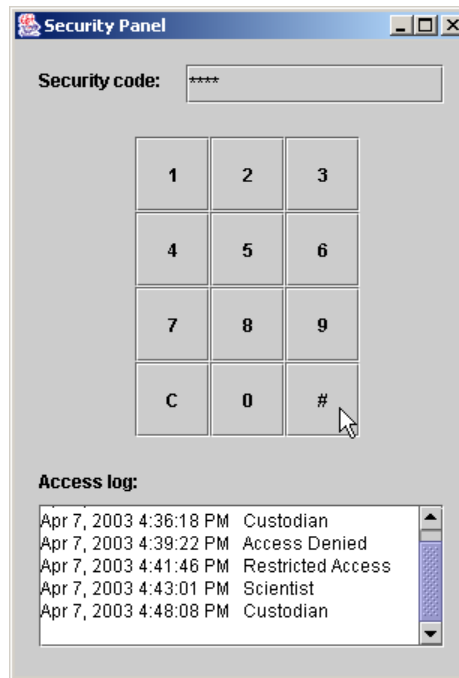 Security Panel
Security code: ****
1 2 3
4 5 6
7 8 9
C 0 #
Access log:
Apr 7, 2003 4:36:18 PM Custodian
Apr 7, 2003 4:39:22 PM Access Denied
Apr 7, 2003 4:41:46 PM Restricted Access
Apr 7, 2003 4:43:01 PM Scientist
Apr 7, 2003 4:48:08 PM Custodian